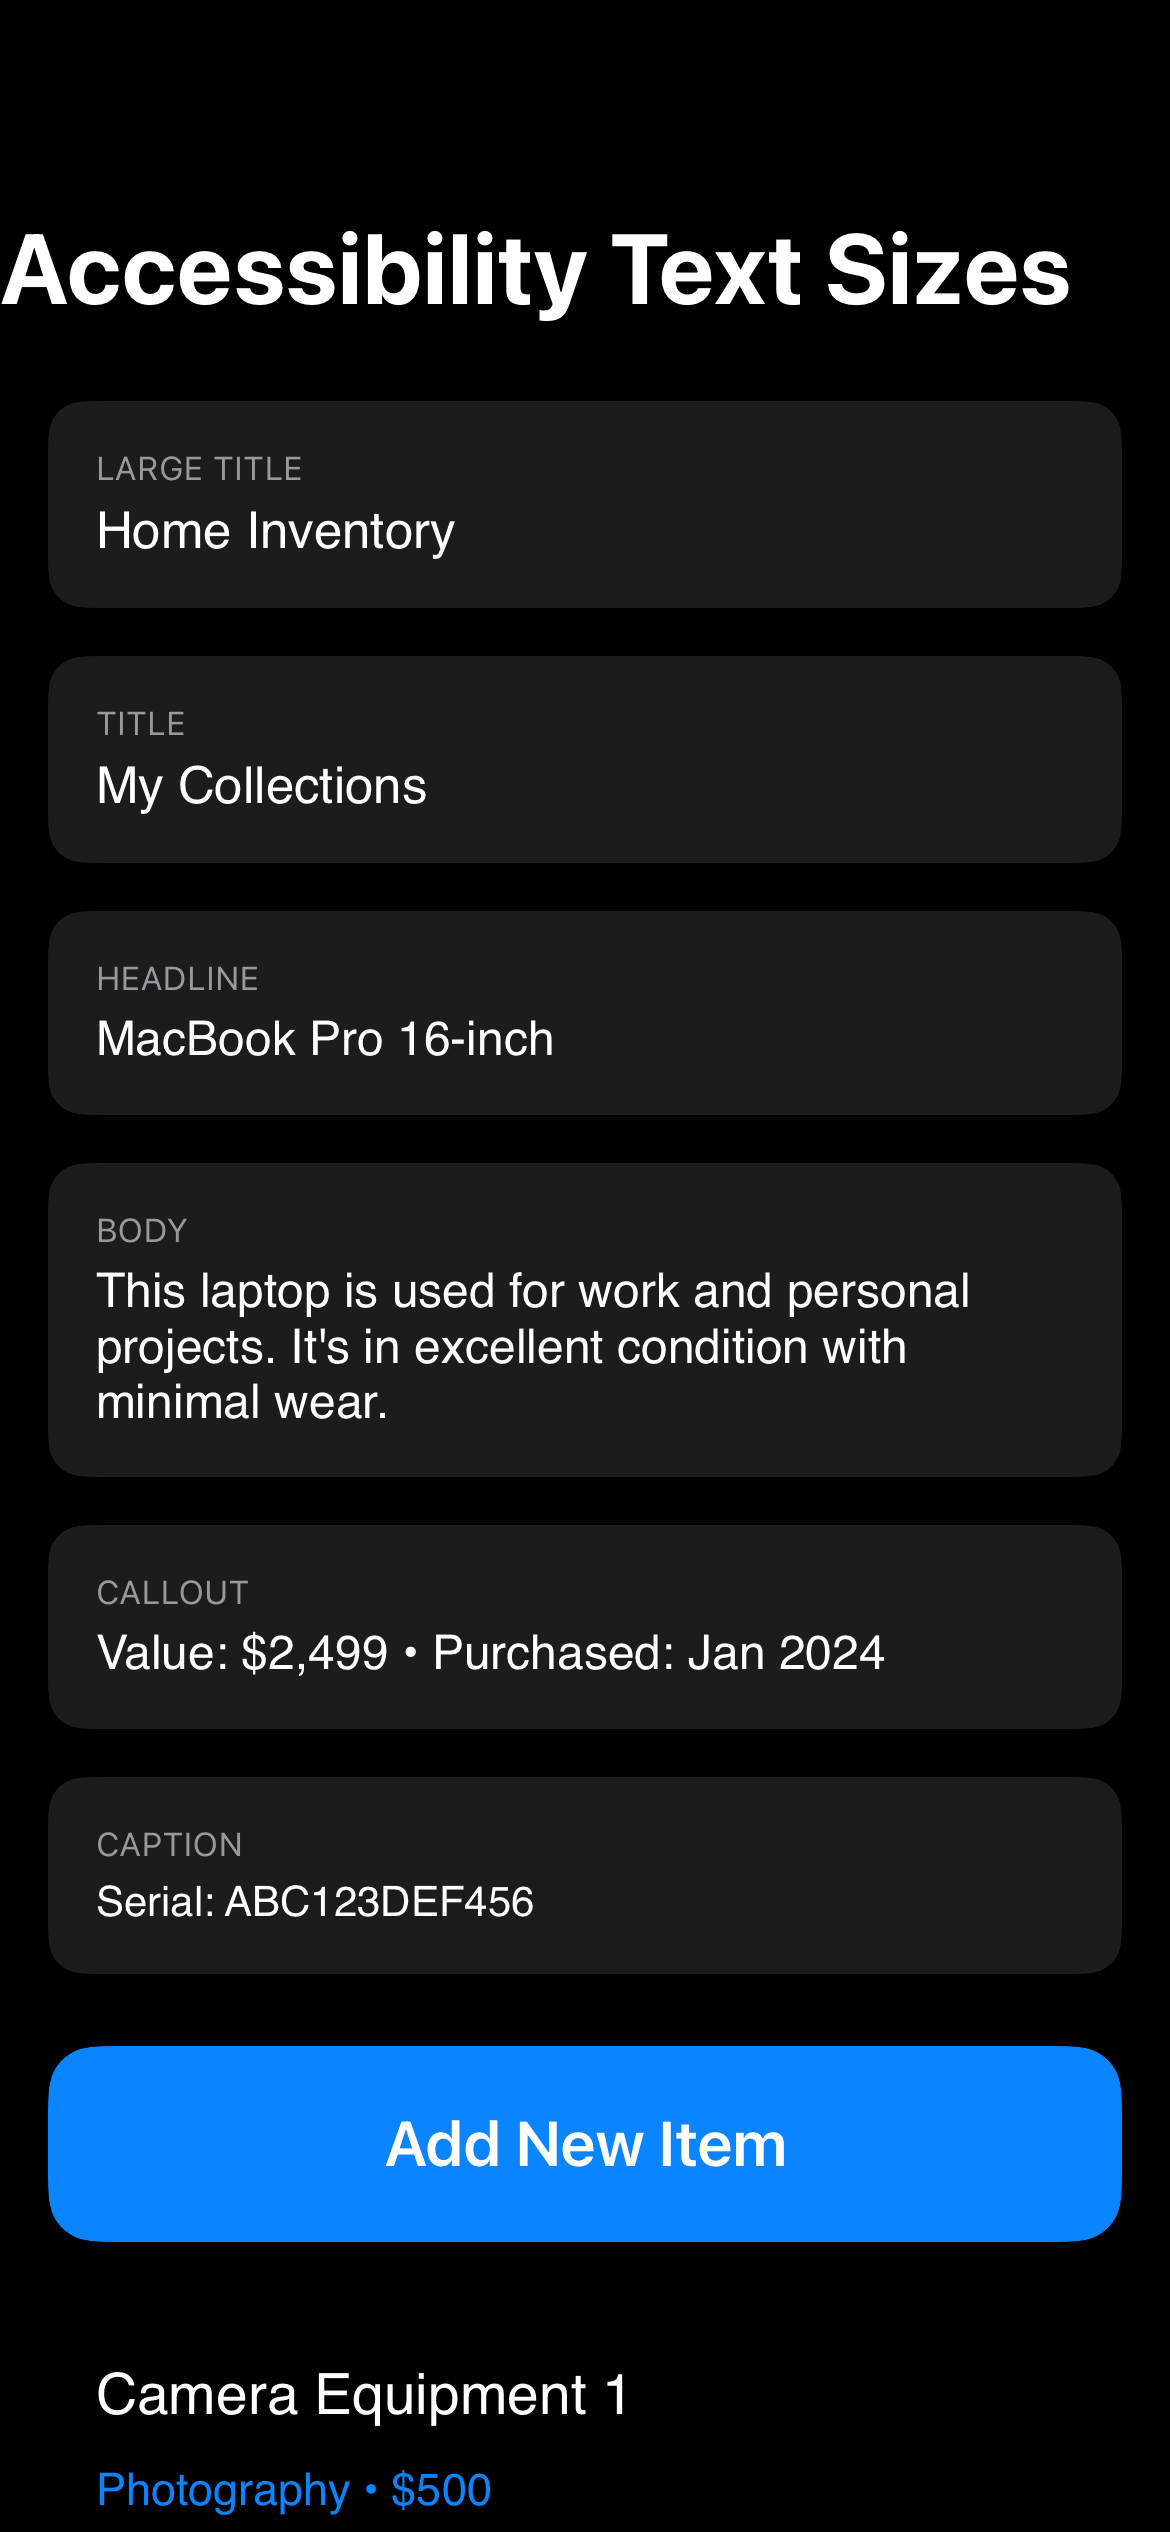 Accessibility Text Sizes
LARGE TITLE
Home Inventory
TITLE
My Collections
HEADLINE
MacBook Pro 16-inch
BODY
This laptop is used for work and personal
projects. It's in excellent condition with
minimal wear.
CALLOUT
Value: $2,499 • Purchased: Jan 2024
CAPTION
Serial: ABC123DEF456
Add New Item
Camera Equipment 1
Photography • $500